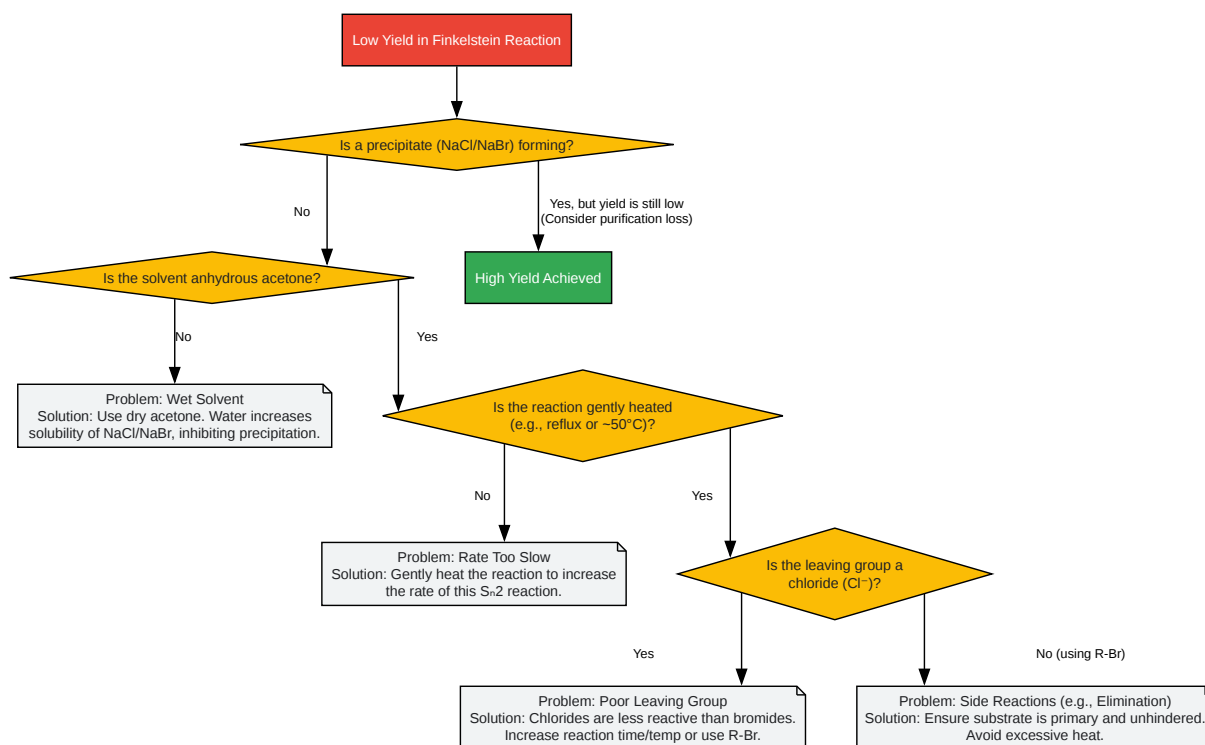 Low Yield in Finkelstein Reaction
Is a precipitate (NaCl/NaBr) forming?
No
Yes, but yield is still low
(Consider purification loss)
Is the solvent anhydrous acetone?
High Yield Achieved
No
Yes
Problem: Wet Solvent
Solution: Use dry acetone. Water increases
solubility of NaCl/NaBr, inhibiting precipitation.
Is the reaction gently heated
(e.g., reflux or ~50°C)?
No
Yes
Problem: Rate Too Slow
Solution: Gently heat the reaction to increase
the rate of this Sₙ2 reaction.
Is the leaving group a
chloride (Cl⁻)?
Yes
No (using R-Br)
Problem: Poor Leaving Group
Solution: Chlorides are less reactive than bromides.
Increase reaction time/temp or use R-Br.
Problem: Side Reactions (e.g., Elimination)
Solution: Ensure substrate is primary and unhindered.
Avoid excessive heat.